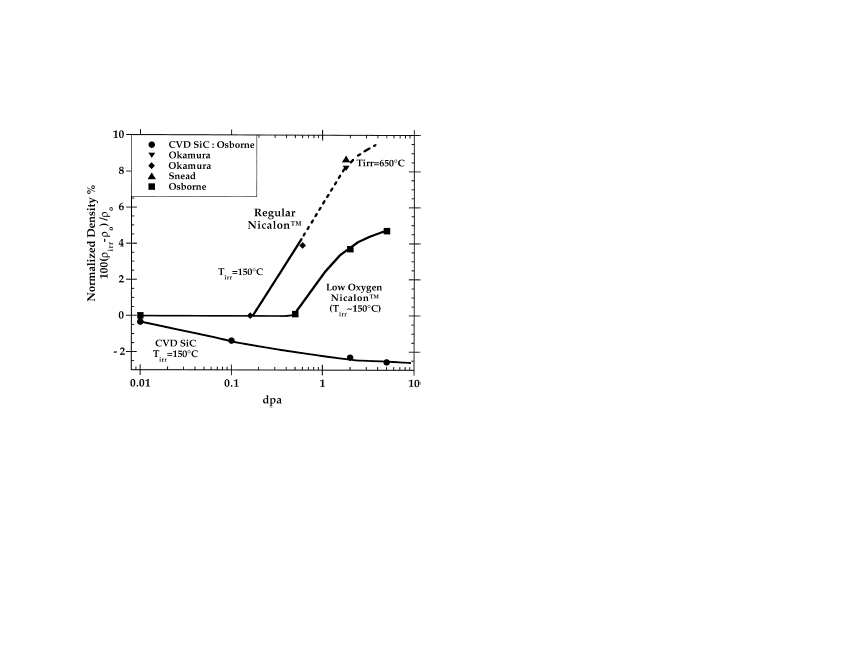 10
8
6
4
2
0
- 2
Normalized Density %
100(ρirr-ρo) /ρo
CVD SiC : Osborne
Okamura
Okamura
Snead
Osborne
Tirr=650°C
Regular
Nicalon™
Tirr=150°C
Low Oxygen
Nicalon™
(Tirr~150°C)
CVD SiC
Tirr=150°C
0.01
0.1
1
10
dpa